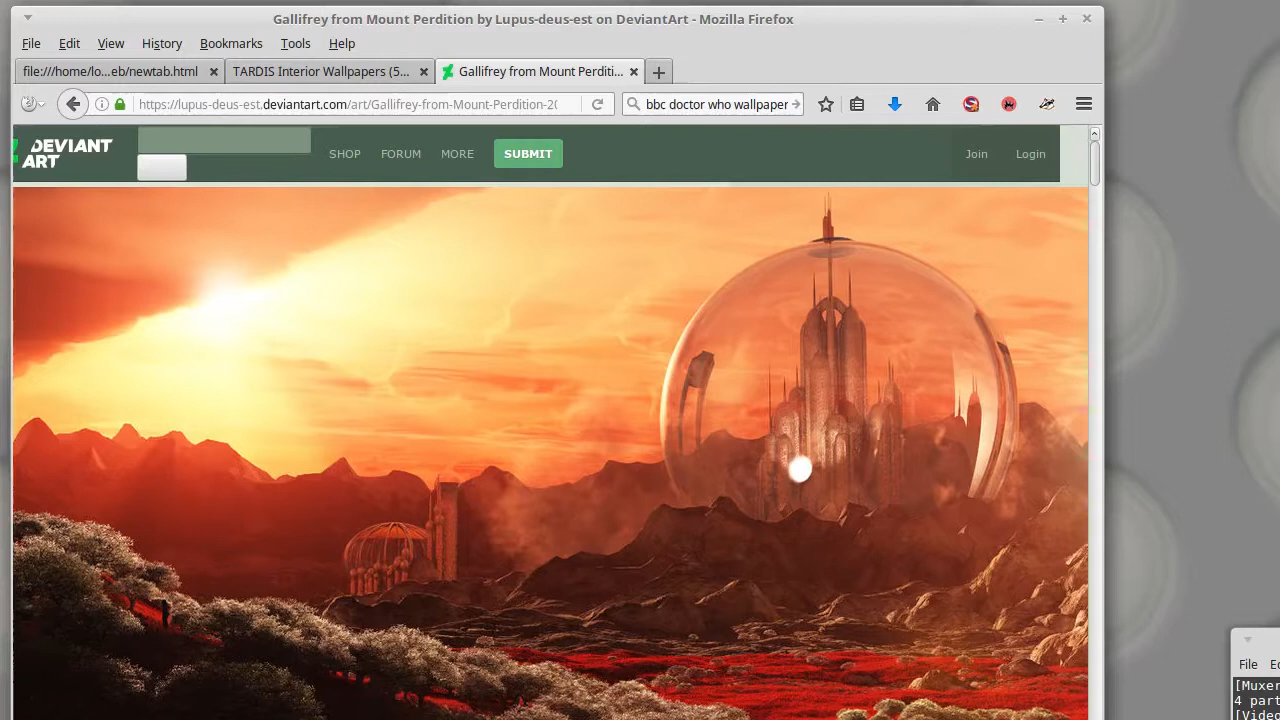 Gallifrey from Mount Perdition by Lupus-deus-est on DeviantArt - Mozilla Firefox
File Edit View History Bookmarks Tools Help
file:///home/lo...eb/newtab.html TARDIS Interior Wallpapers (5... Gallifrey from Mount Perditi...
https://lupus-deus-est.deviantart.com/art/Gallifrey-from-Mount-Perdition-2 bbc doctor who wallpaper
DEVIANT
ART
SHOP FORUM MORE SUBMIT Join Login
File
[Muxer
4 part
[Video